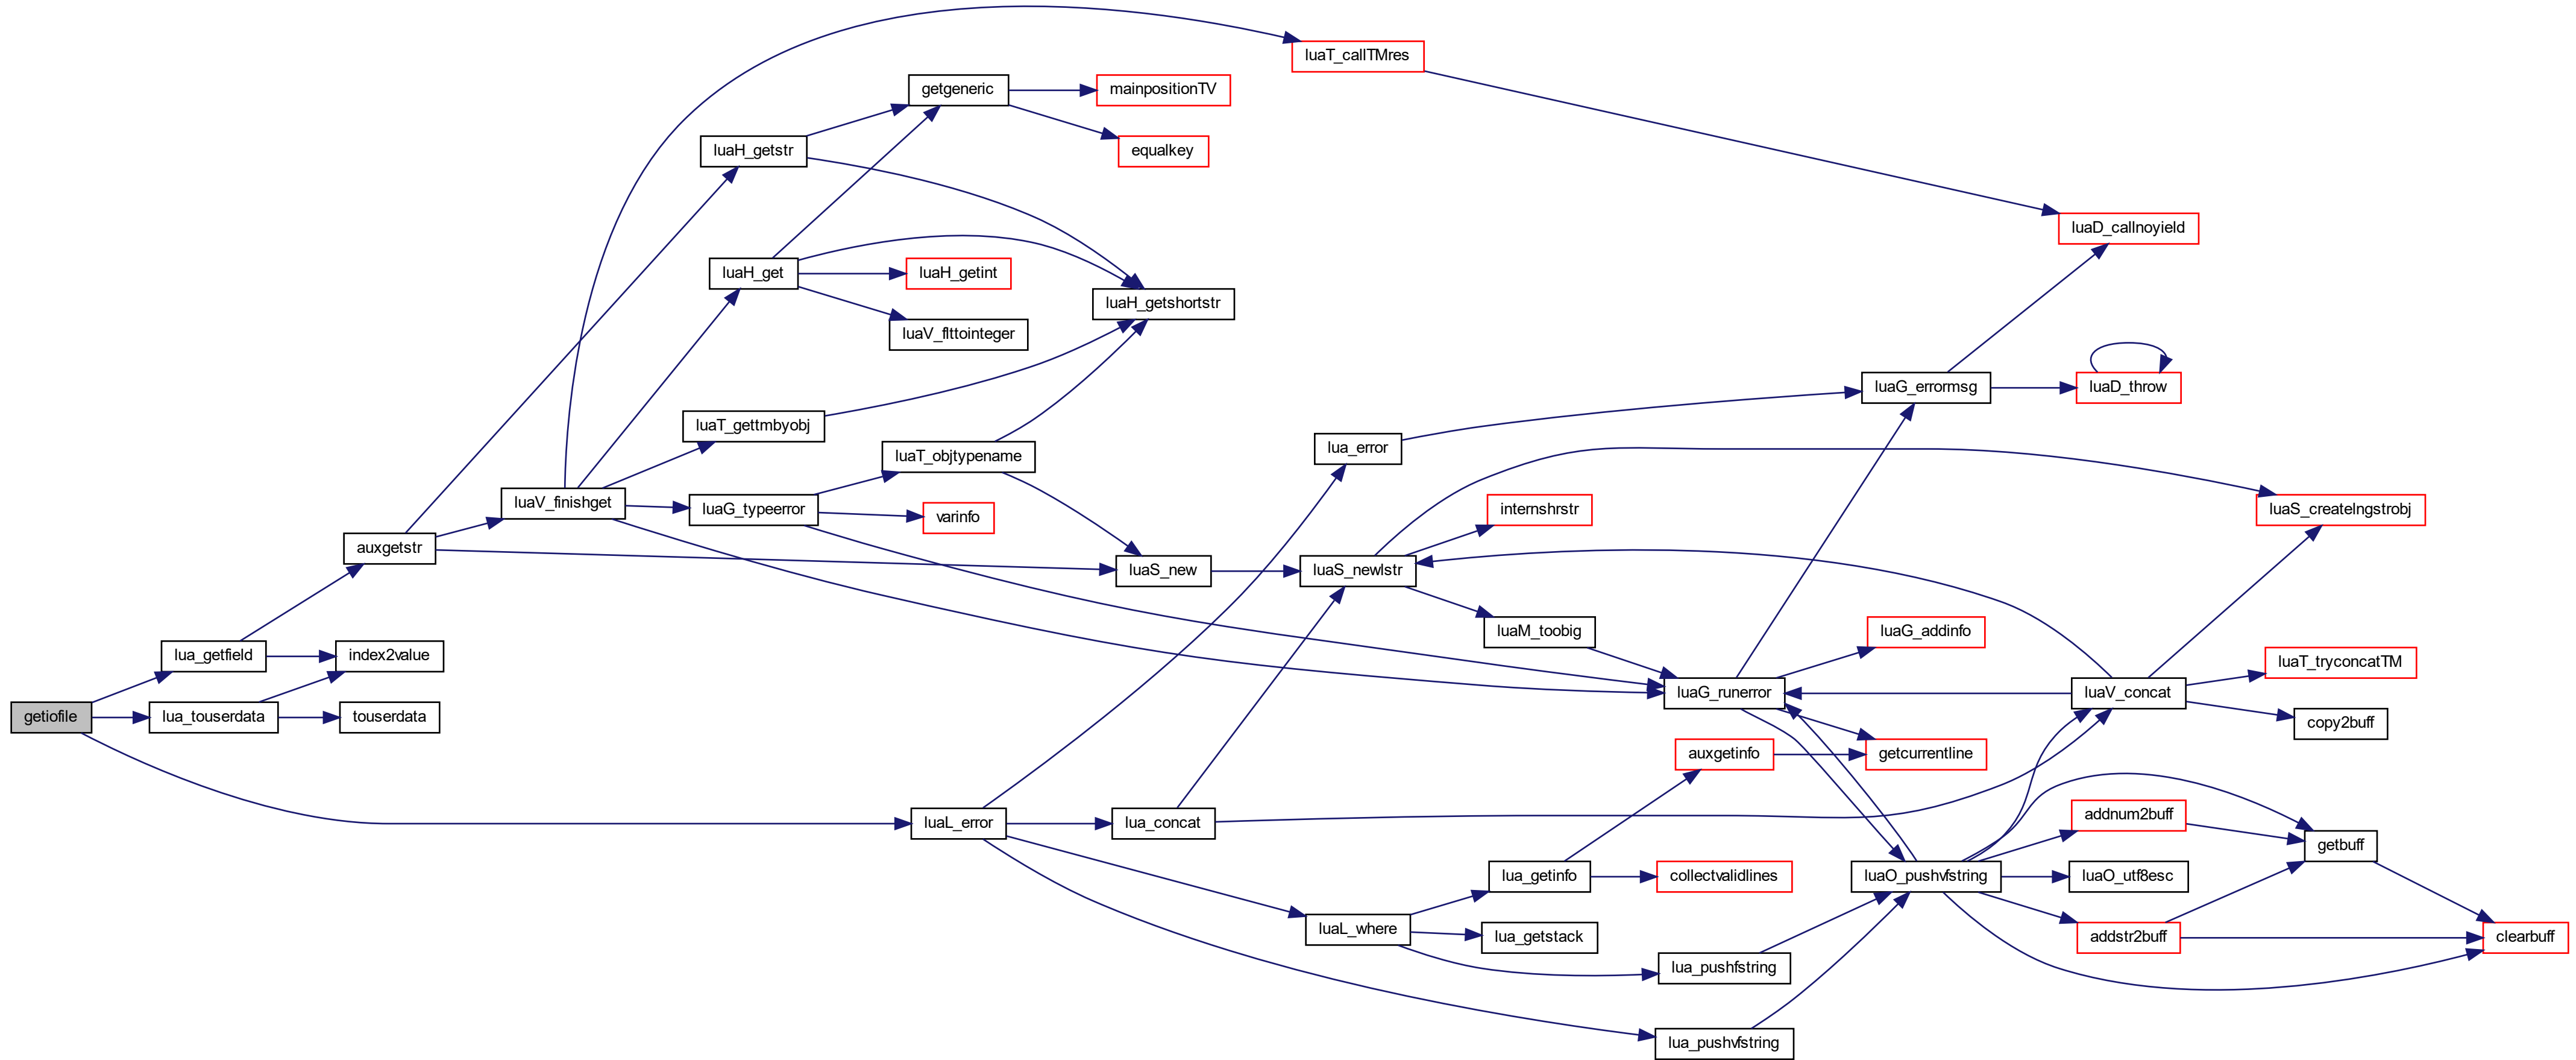 luaT_callTMres
getgeneric
mainpositionTV
luaH_getstr
equalkey
luaD_callnoyield
luaH_get
luaH_getint
luaH_getshortstr
luaV_flttointeger
luaG_errormsg
luaD_throw
luaT_gettmbyobj
lua_error
luaT_objtypename
luaV_finishget
luaG_typeerror
varinfo
internshrstr
luaS_createlngstrobj
auxgetstr
luaS_new
luaS_newlstr
luaM_toobig
luaG_addinfo
lua_getfield
index2value
luaT_tryconcatTM
luaG_runerror
luaV_concat
getiofile
lua_touserdata
touserdata
copy2buff
auxgetinfo
getcurrentline
luaL_error
lua_concat
addnum2buff
getbuff
lua_getinfo
collectvalidlines
luaO_pushvfstring
luaO_utf8esc
luaL_where
lua_getstack
addstr2buff
clearbuff
lua_pushfstring
lua_pushvfstring